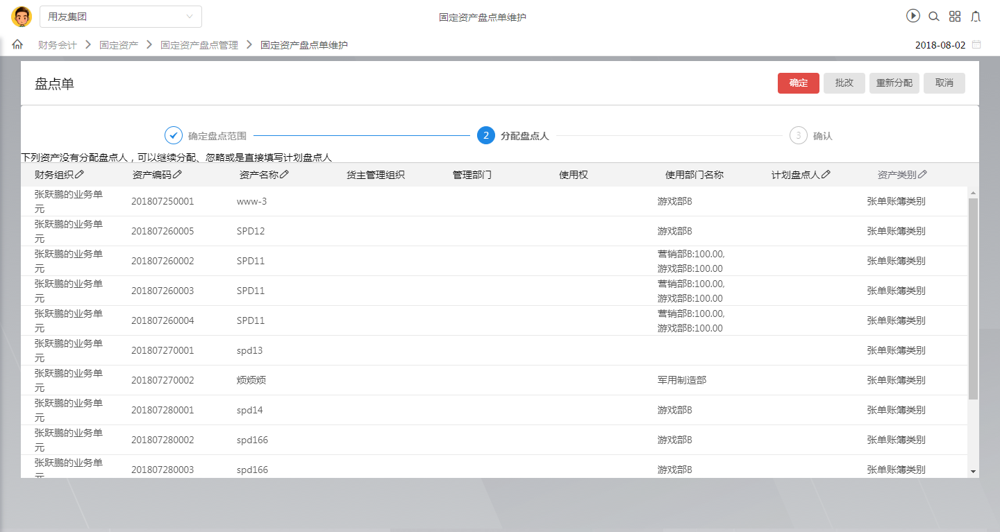 用友集团
固定资产盘点单维护
财务会计 固定资产 固定资产盘点管理 固定资产盘点单维护
2018-08-02
盘点单
确定 批改 重新分配 取消
确定盘点范围 2 分配盘点人 3 确认
下列资产没有分配盘点人，可以继续分配、忽略或是直接填写计划盘点人
财务组织 资产编码 资产名称 货主管理组织 管理部门 使用权 使用部门名称 计划盘点人 资产类别
张跃鹏的业务单
元
201807250001 www-3 游戏部B 张单账簿类别
张跃鹏的业务单
元
201807260005 SPD12 游戏部B 张单账簿类别
张跃鹏的业务单
元
201807260002 SPD11
营销部B:100.00,
游戏部B:100.00
张单账簿类别
张跃鹏的业务单
元
201807260003 SPD11
营销部B:100.00,
游戏部B:100.00
张单账簿类别
张跃鹏的业务单
元
201807260004 SPD11
营销部B:100.00,
游戏部B:100.00
张单账簿类别
张跃鹏的业务单
元
201807270001 spd13 张单账簿类别
张跃鹏的业务单
元
201807270002 烦烦烦 军用制造部 张单账簿类别
张跃鹏的业务单
元
201807280001 spd14 游戏部B 张单账簿类别
张跃鹏的业务单
元
201807280002 spd166 游戏部B 张单账簿类别
张跃鹏的业务单
元
201807280003 spd166 游戏部B 张单账簿类别